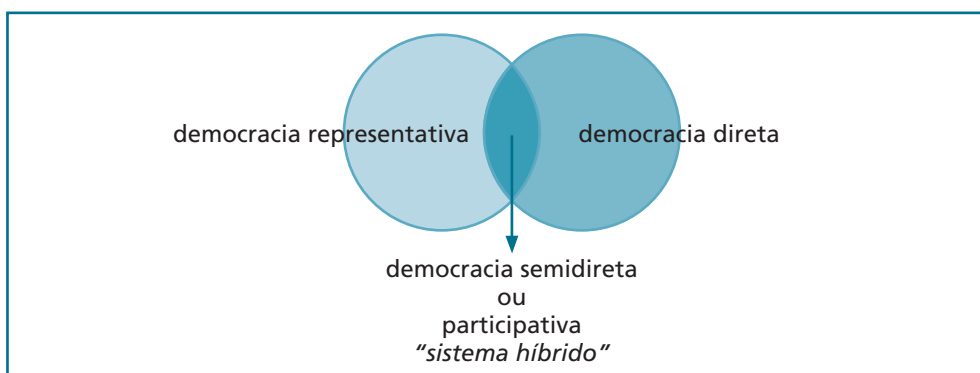 democracia representativa
democracia direta
democracia semidireta
ou
participativa
“sistema híbrido”